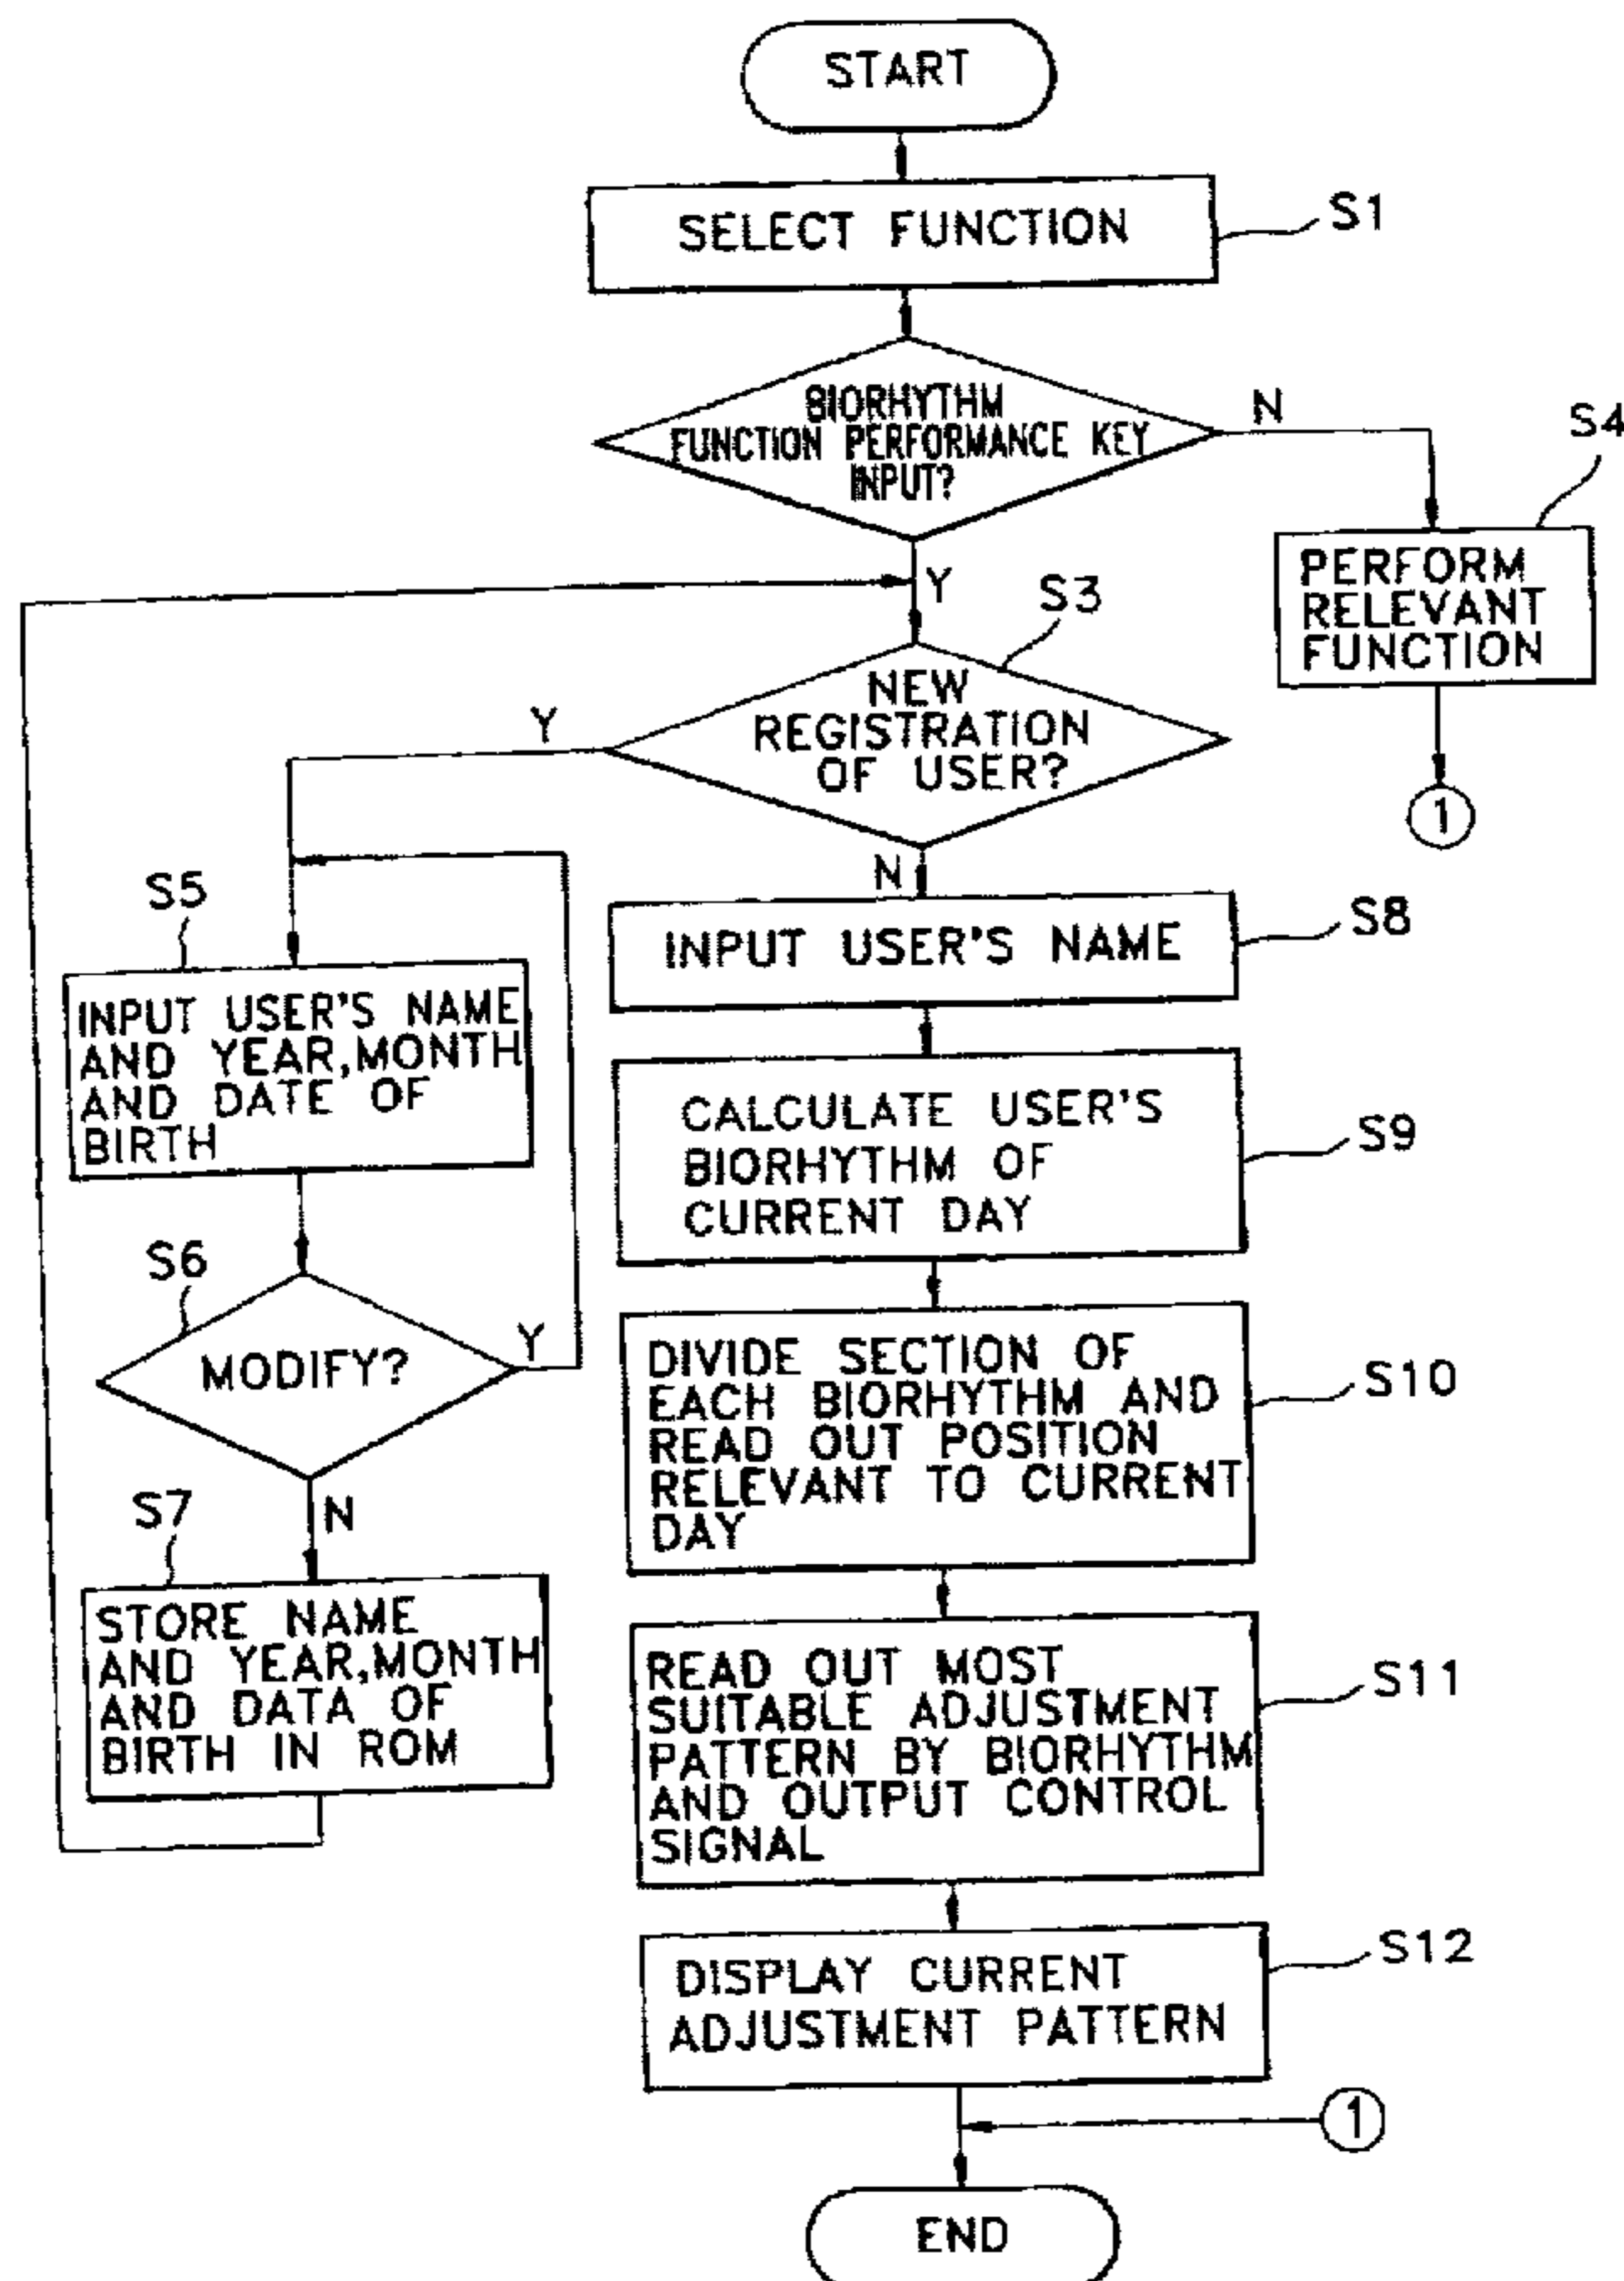 START
SELECT FUNCTION
S1
BIORHYTHM
FUNCTION PERFORMANCE KEY
INPUT?
N
S4
PERFORM
RELEVANT
FUNCTION
1
Y
S3
NEW
REGISTRATION
OF USER?
Y
N
S5
INPUT USER'S NAME
AND YEAR,MONTH
AND DATE OF
BIRTH
S6
MODIFY?
Y
N
S7
STORE NAME
AND YEAR,MONTH
AND DATA OF
BIRTH IN ROM
INPUT USER'S NAME
S8
CALCULATE USER'S
BIORHYTHM OF
CURRENT DAY
S9
DIVIDE SECTION OF
EACH BIORHYTHM AND
READ OUT POSITION
RELEVANT TO CURRENT
DAY
S10
READ OUT MOST
SUITABLE ADJUSTMENT
PATTERN BY BIORHYTHM
AND OUTPUT CONTROL
SIGNAL
S11
DISPLAY CURRENT
ADJUSTMENT PATTERN
S12
1
END